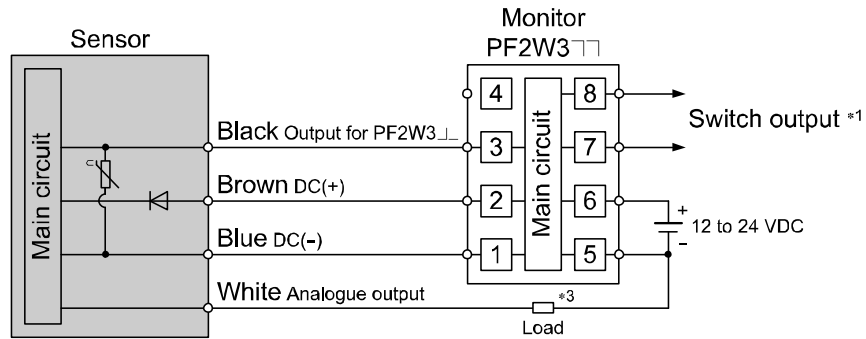 Monitor
Sensor
PF2W3□□
4
8
Switch output *1
Black Output for PF2W3□□
3
7
Main circuit
Main circuit
Brown DC(+)
2
6
+
12 to 24 VDC
−
Blue DC(−)
1
5
White Analogue output
*3
Load